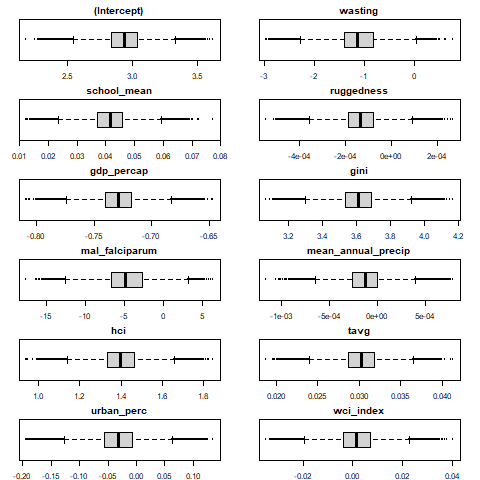 (Intercept) wasting
2.5 3.0 3.5 -3 -2 -1 0
school_mean ruggedness
0.01 0.02 0.03 0.04 0.05 0.06 0.07 0.08 -4e-04 -2e-04 0e+00 2e-04
gdp_percap gini
-0.80 -0.75 -0.70 -0.65 3.2 3.4 3.6 3.8 4.0 4.2
mal_falciparum mean_annual_precip
-15 -10 -5 0 5 -1e-03 -5e-04 0e+00 5e-04
hci tavg
1.0 1.2 1.4 1.6 1.8 0.020 0.025 0.030 0.035 0.040
urban_perc wci_index
-0.20 -0.15 -0.10 -0.05 0.00 0.05 0.10 -0.02 0.00 0.02 0.04